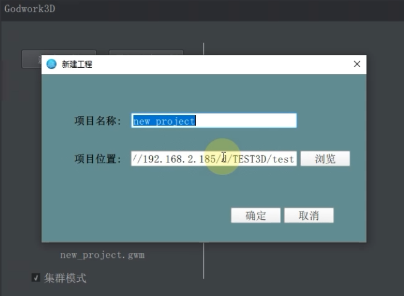 Godwork3D
新建工程
项目名称: new_project
项目位置: //192.168.2.185/d/TEST3D/test 浏览
确定 取消
new_project.gwm
集群模式